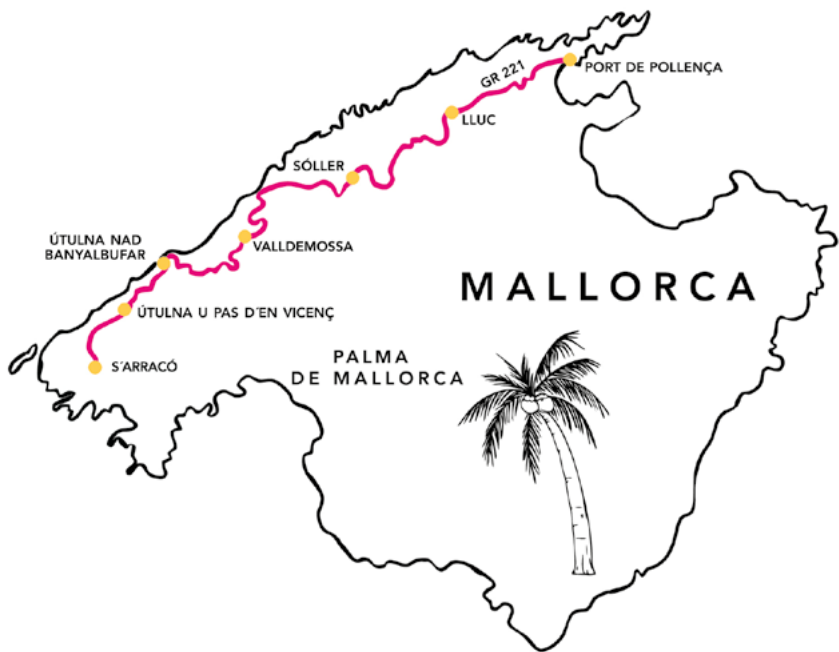 GR 221
PORT DE POLLENÇA
LLUC
SÓLLER
ÚTULNA NAD
BANYALBUFAR
VALLDEMOSSA
MALLORCA
ÚTULNA U PAS D´EN VICENÇ
PALMA
DE MALLORCA
S´ARRACÓ